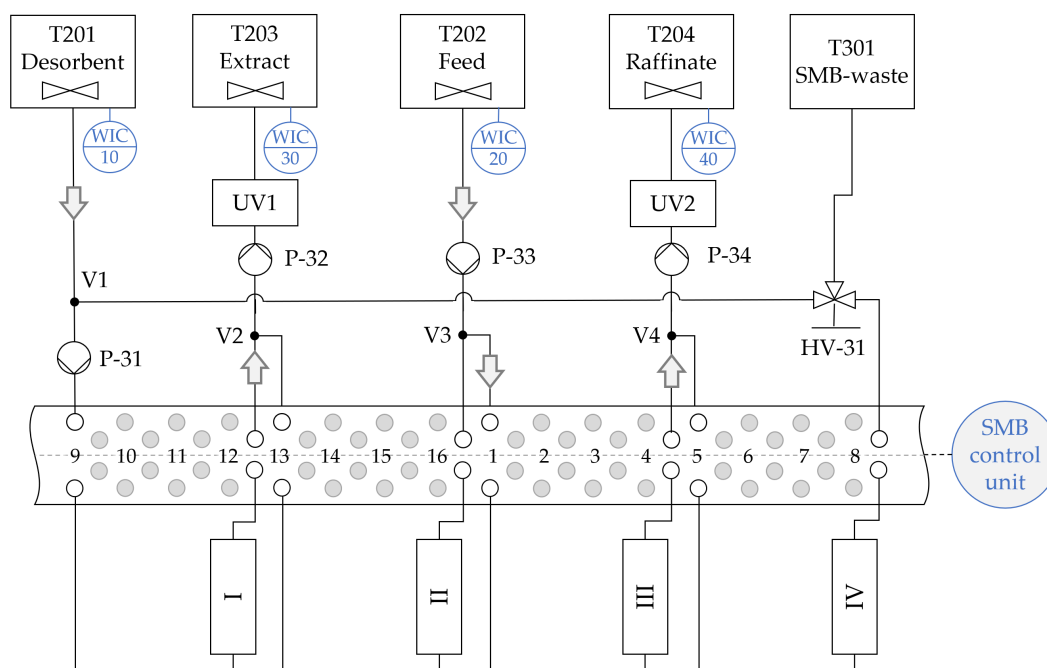 T201
Desorbent
T203
Extract
T202
Feed
T204
Raffinate
T301
SMB-waste
WIC
10
WIC
30
WIC
20
WIC
40
UV1
UV2
P-32
P-33
P-34
V1
V2
V3
V4
HV-31
P-31
SMB
control
unit
9 10 11 12 13 14 15 16 1 2 3 4 5 6 7 8
I
II
III
IV